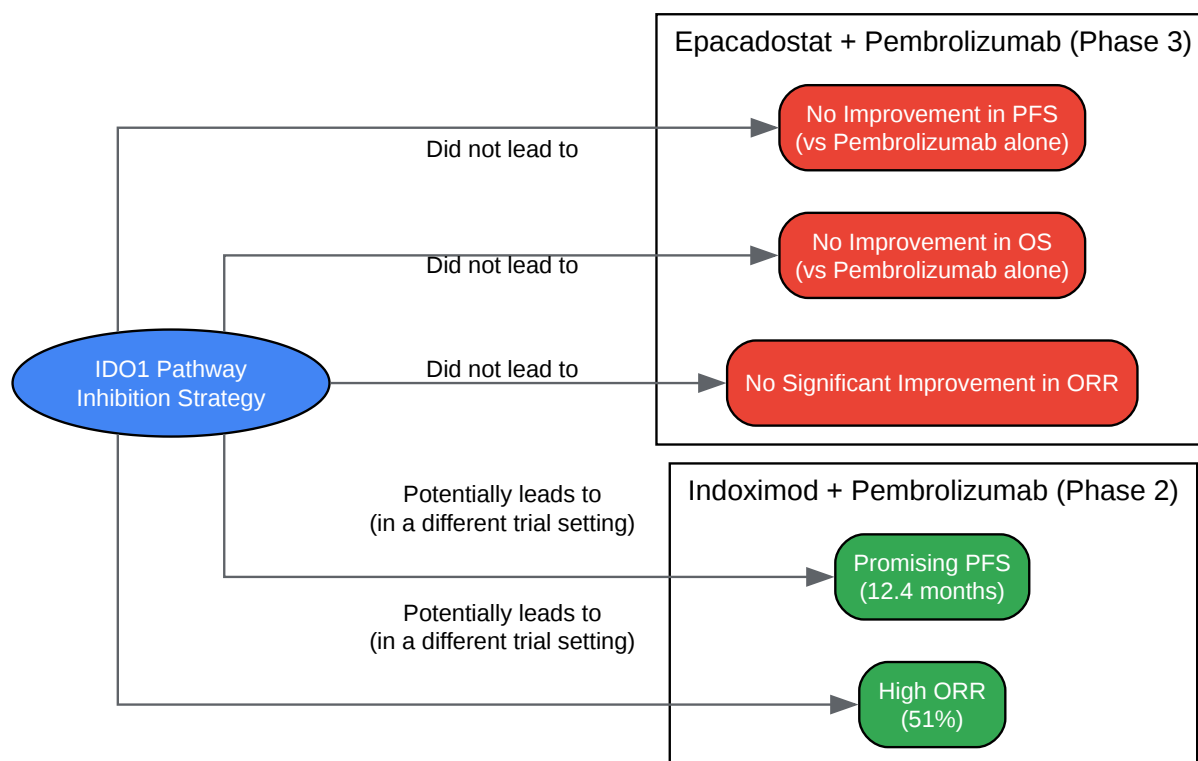 Epacadostat + Pembrolizumab (Phase 3)
No Improvement in PFS
(vs Pembrolizumab alone)
Did not lead to
No Improvement in OS
(vs Pembrolizumab alone)
Did not lead to
IDO1 Pathway
Inhibition Strategy
Did not lead to
No Significant Improvement in ORR
Indoximod + Pembrolizumab (Phase 2)
Potentially leads to
(in a different trial setting)
Promising PFS
(12.4 months)
Potentially leads to
(in a different trial setting)
High ORR
(51%)